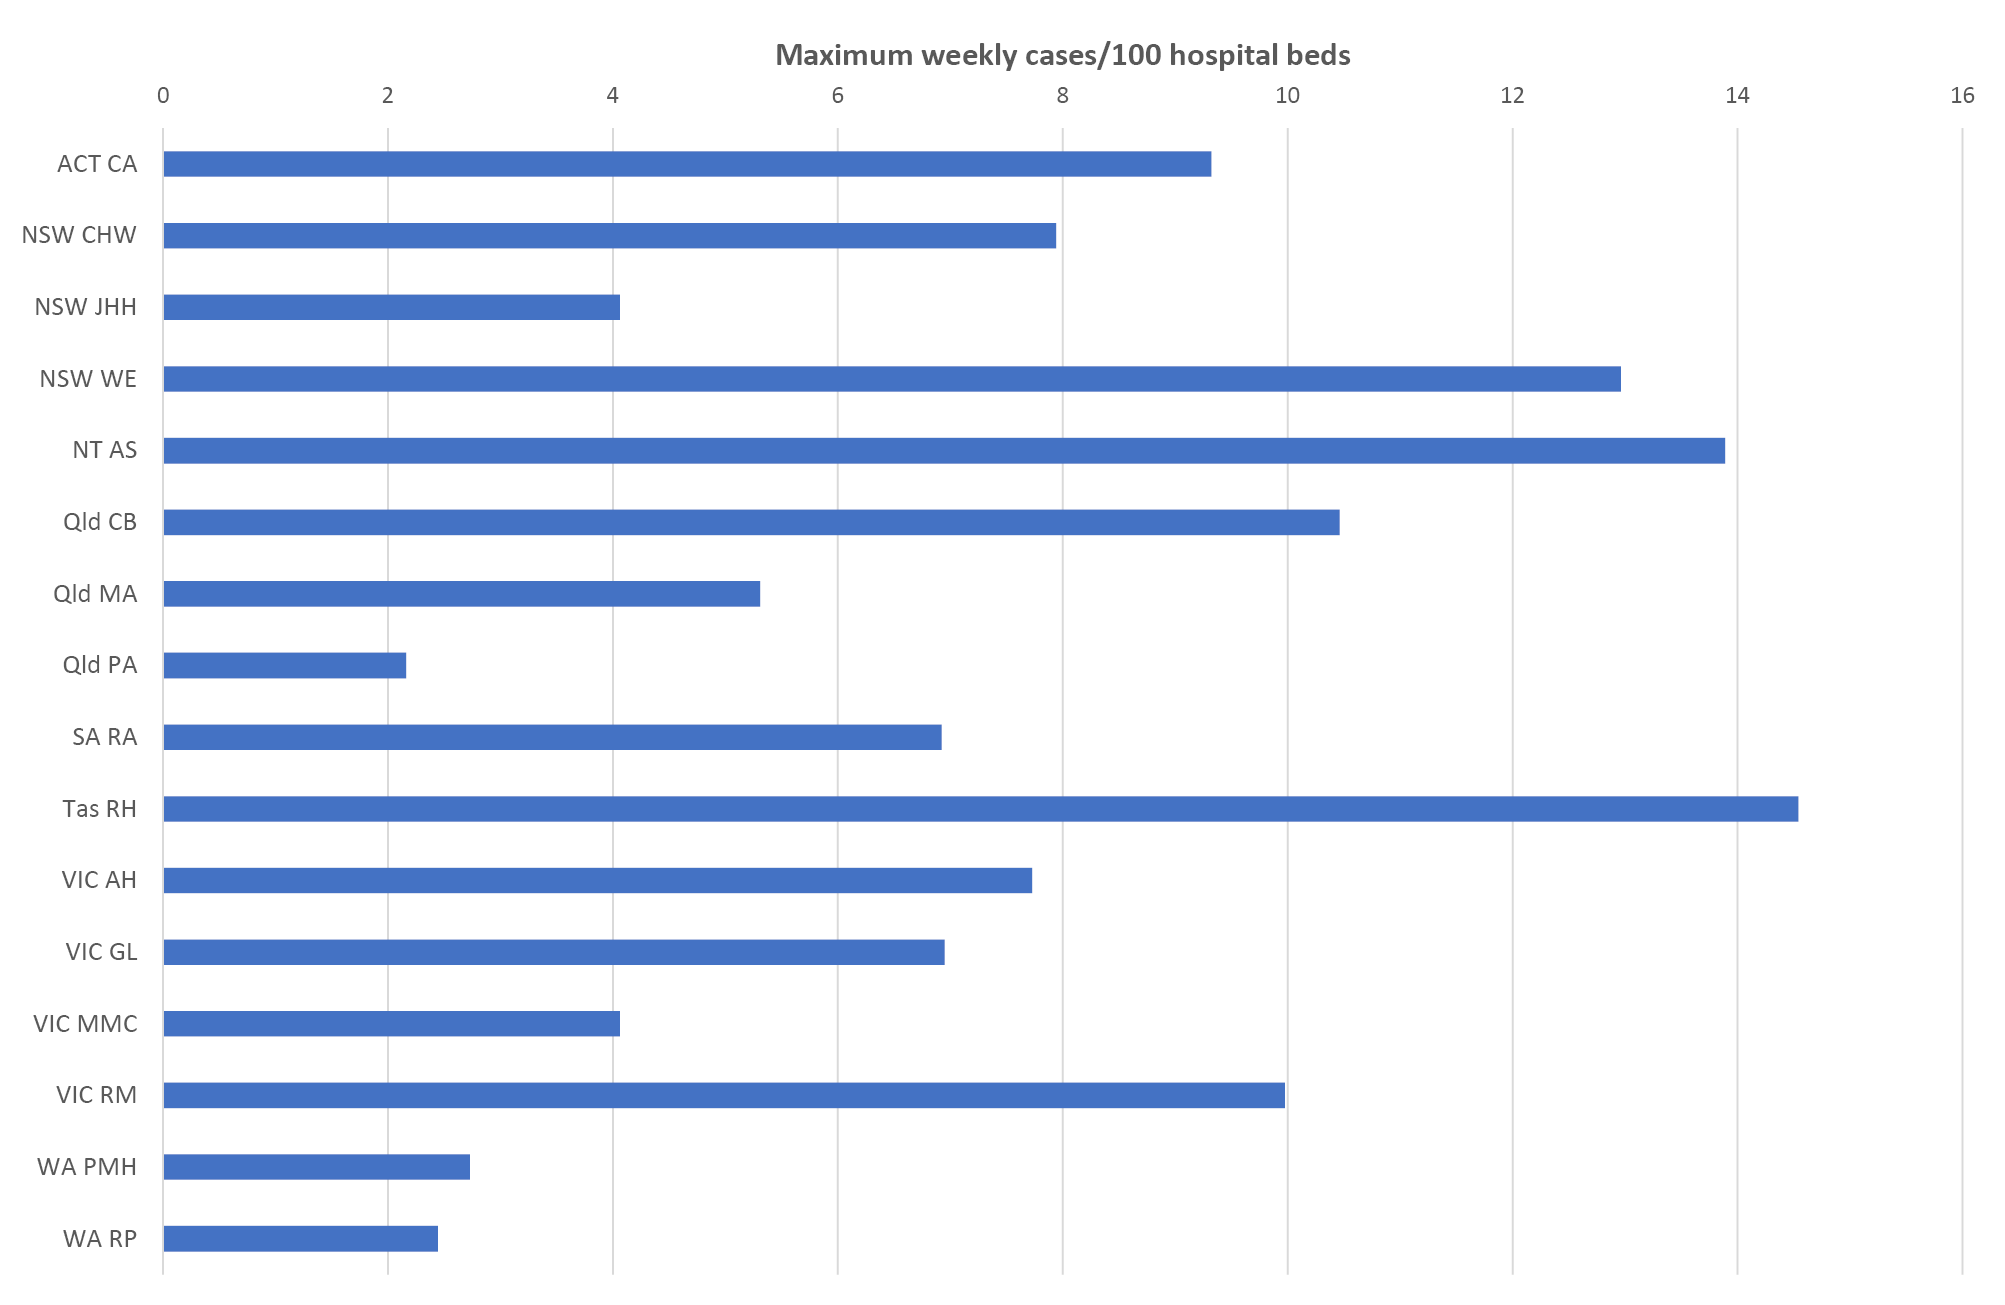 Maximum weekly cases/100 hospital beds
0 2 4 6 8 10 12 14 16
ACT CA
NSW CHW
NSW JHH
NSW WE
NT AS
Qld CB
Qld MA
Qld PA
SA RA
Tas RH
VIC AH
VIC GL
VIC MMC
VIC RM
WA PMH
WA RP